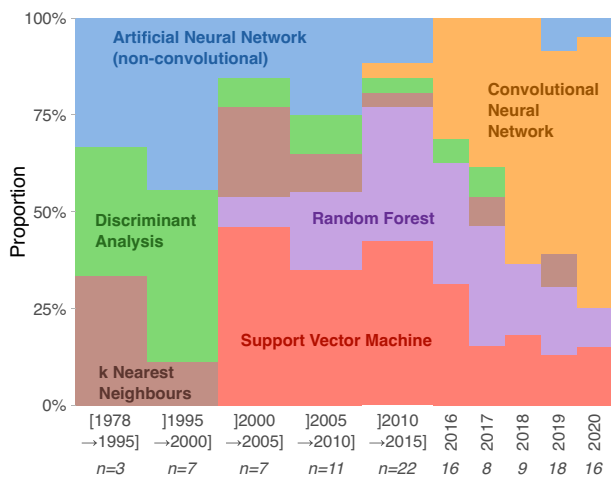 100%
75%
50%
25%
0%
Proportion
Artificial Neural Network
(non-convolutional)
Convolutional
Neural
Network
Discriminant
Analysis
Random Forest
Support Vector Machine
k Nearest
Neighbours
[1978
→1995]
]1995
→2000]
]2000
→2005]
]2005
→2010]
]2010
→2015]
2016
2017
2018
2019
2020
n=3
n=7
n=7
n=11
n=22
16
8
9
18
16